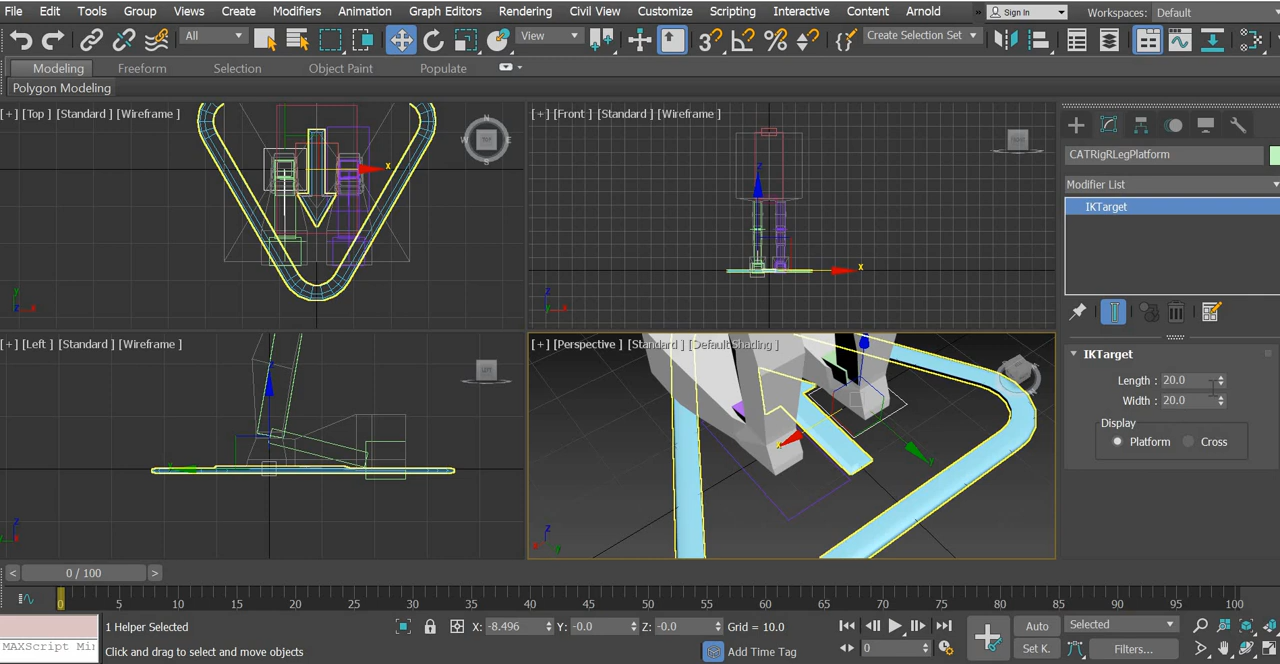 File Edit Tools Group Views Create Modifiers Animation Graph Editors Rendering Civil View Customize Scripting Interactive Content Arnold » Sign In Workspaces: Default
All View Create Selection Set
Modeling Freeform Selection Object Paint Populate
Polygon Modeling
[+] [Top] [Standard] [Wireframe]
[+] [Front] [Standard] [Wireframe]
CATRigRLegPlatform
Modifier List
IKTarget
[+] [Left] [Standard] [Wireframe]
[+] [Perspective] [Standard] [Default Shading]
IKTarget
Length : 20.0
Width : 20.0
Display
Platform Cross
< 0 / 100 >
0 5 10 15 20 25 30 35 40 45 50 55 60 65 70 75 80 85 90 95 100
1 Helper Selected X: -8.496 Y: -0.0 Z: -0.0 Grid = 10.0 Auto Selected
MAXScript Mi: Click and drag to select and move objects Add Time Tag 0 Set K. Filters...